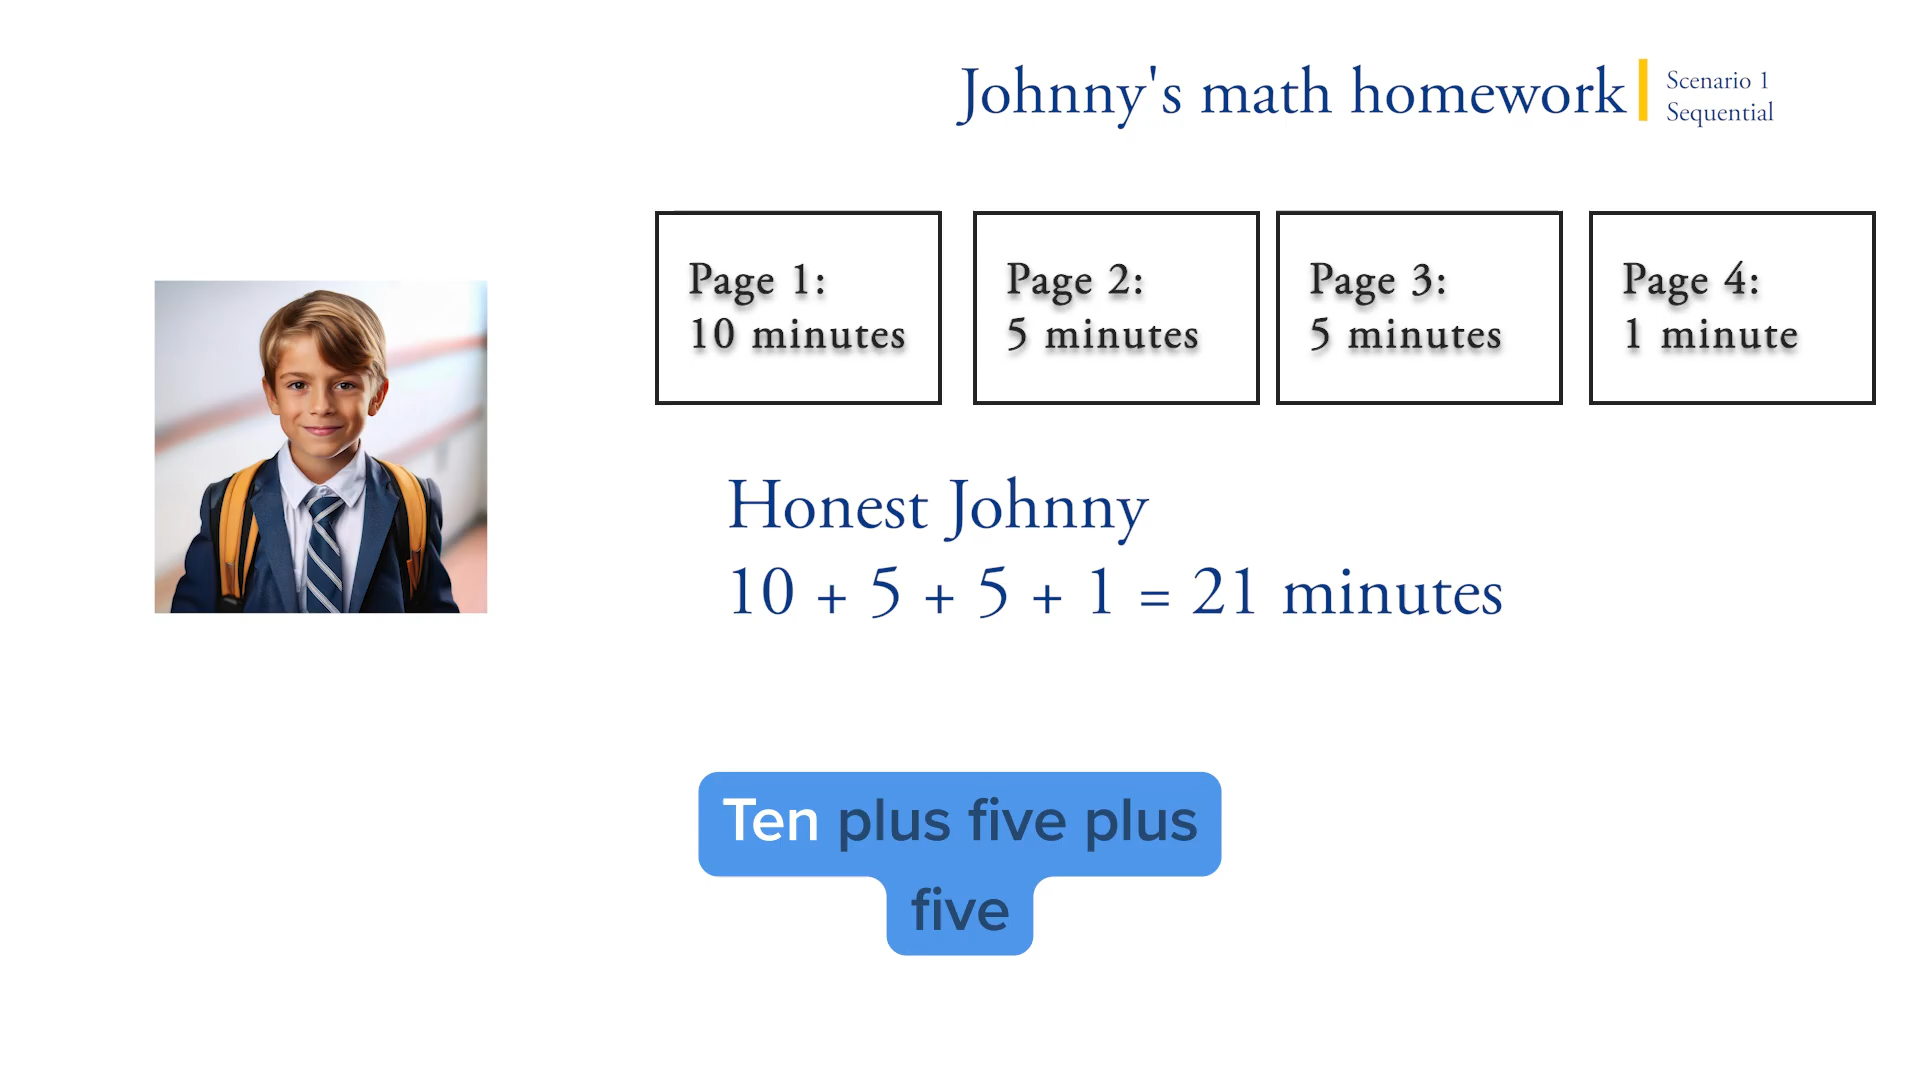 Johnny's math homework
Scenario 1
Sequential
Page 1:
10 minutes
Page 2:
5 minutes
Page 3:
5 minutes
Page 4:
1 minute
Honest Johnny
10 + 5 + 5 + 1 = 21 minutes
Ten plus five plus
five